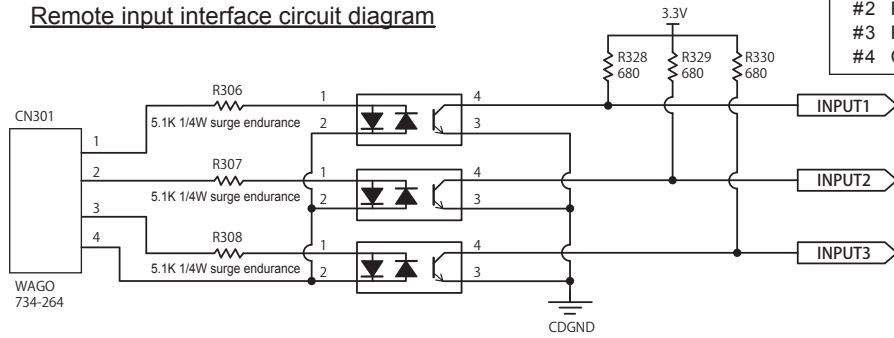 Remote input interface circuit diagram
#2
#3
#4
3.3V
R328
680
R329
680
R330
680
CN301
R306
5.1K 1/4W surge endurance
1
2
4
3
INPUT1
1
2
3
4
R307
5.1K 1/4W surge endurance
1
2
4
3
INPUT2
R308
5.1K 1/4W surge endurance
1
2
4
3
INPUT3
WAGO
734-264
CDGND